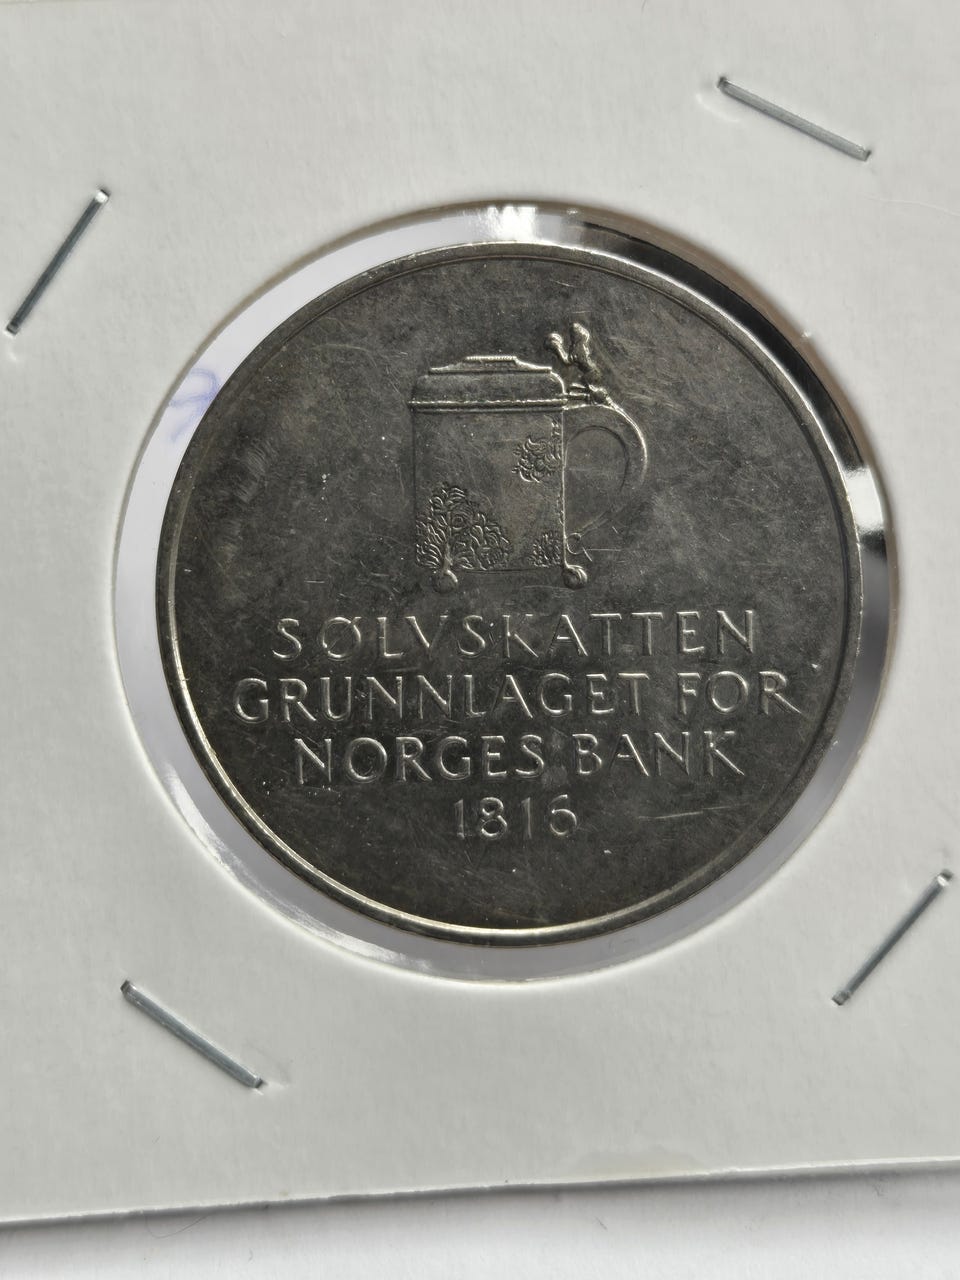 SØLVSKATTEN
GRUNNLAGET FOR
NORGES BANK
1816